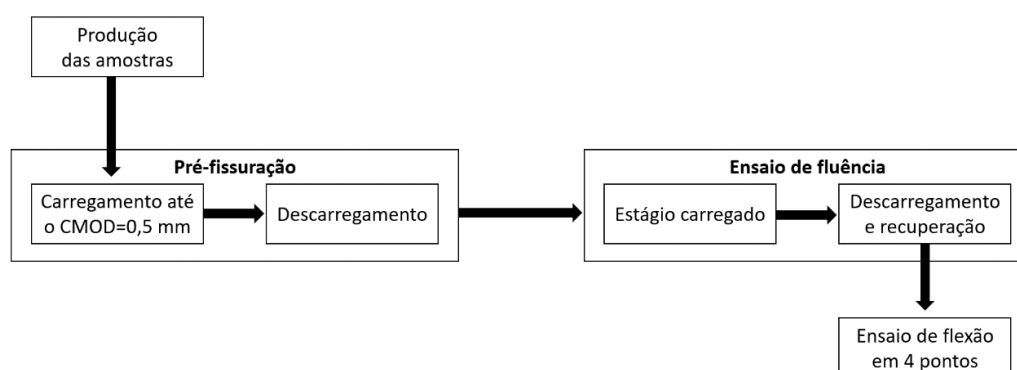 Produção
das amostras
Pré-fissuração
Carregamento até
o CMOD=0,5 mm
Descarregamento
Ensaio de fluência
Estágio carregado
Descarregamento
e recuperação
Ensaio de flexão
em 4 pontos